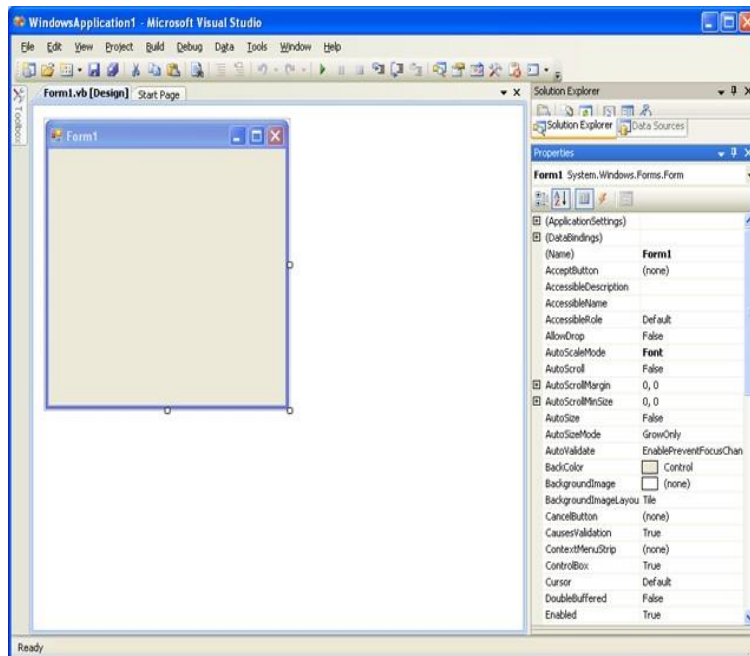 WindowsApplication1 - Microsoft Visual Studio
File Edit View Project Build Debug Data Tools Window Help
Toolbox
Form1.vb [Design] Start Page
Form1
Solution Explorer
Solution Explorer Data Sources
Properties
Form1 System.Windows.Forms.Form
(ApplicationSettings)
(DataBindings)
(Name) Form1
AcceptButton (none)
AccessibleDescription
AccessibleName
AccessibleRole Default
AllowDrop False
AutoScaleMode Font
AutoScroll False
AutoScrollMargin 0, 0
AutoScrollMinSize 0, 0
AutoSize False
AutoSizeMode GrowOnly
AutoValidate EnablePreventFocusChan
BackColor Control
BackgroundImage (none)
BackgroundImageLayou Tile
CancelButton (none)
CausesValidation True
ContextMenuStrip (none)
ControlBox True
Cursor Default
DoubleBuffered False
Enabled True
Ready